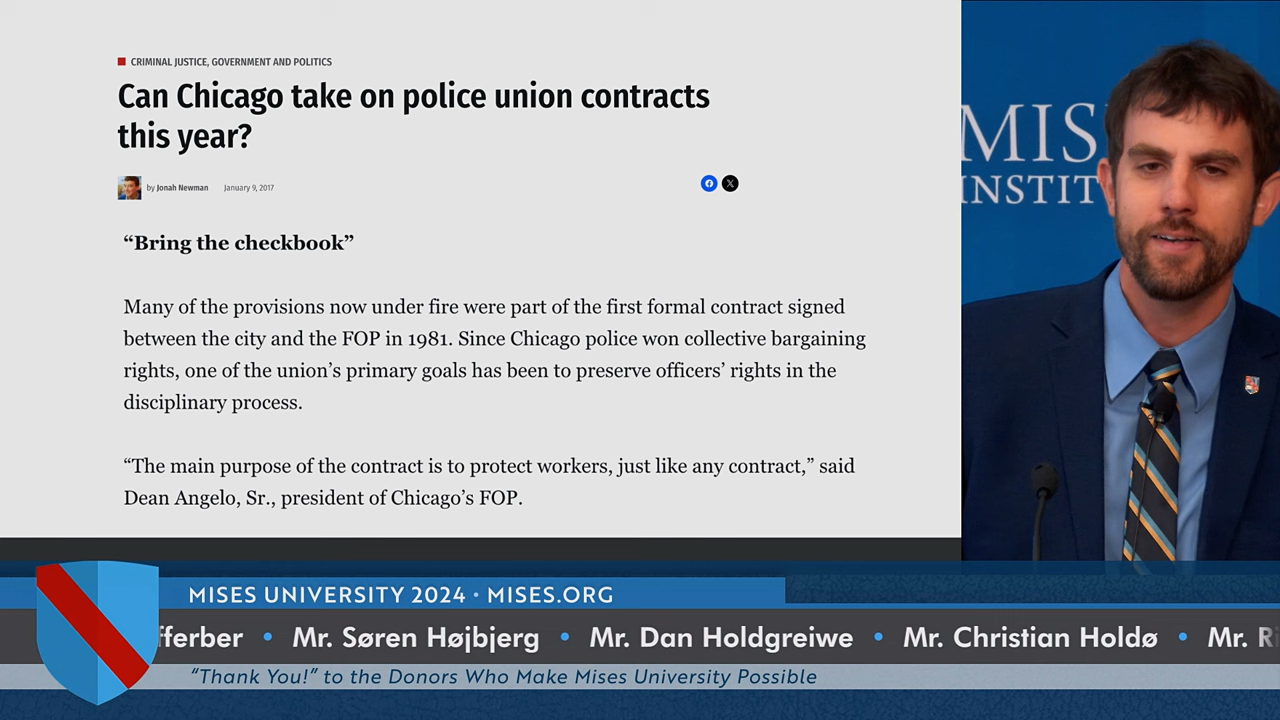 CRIMINAL JUSTICE, GOVERNMENT AND POLITICS
Can Chicago take on police union contracts
this year?
by Jonah Newman January 9, 2017
“Bring the checkbook”
Many of the provisions now under fire were part of the first formal contract signed
between the city and the FOP in 1981. Since Chicago police won collective bargaining
rights, one of the union’s primary goals has been to preserve officers’ rights in the
disciplinary process.
“The main purpose of the contract is to protect workers, just like any contract,” said
Dean Angelo, Sr., president of Chicago’s FOP.
MIS
INSTIT
MISES UNIVERSITY 2024 • MISES.ORG
fferber • Mr. Søren Højbjerg • Mr. Dan Holdgreiwe • Mr. Christian Holdø • Mr. R
“Thank You!” to the Donors Who Make Mises University Possible